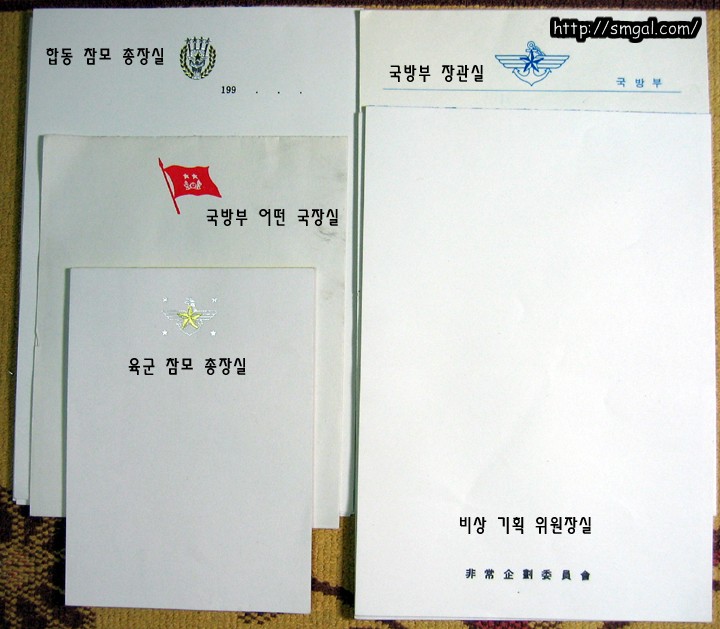 http://smgal.com/
합동 참모 총장실
199 . . .
국방부 장관실
국방부
국방부 어떤 국장실
육군 참모 총장실
비상 기획 위원장실
非常企劃委員會